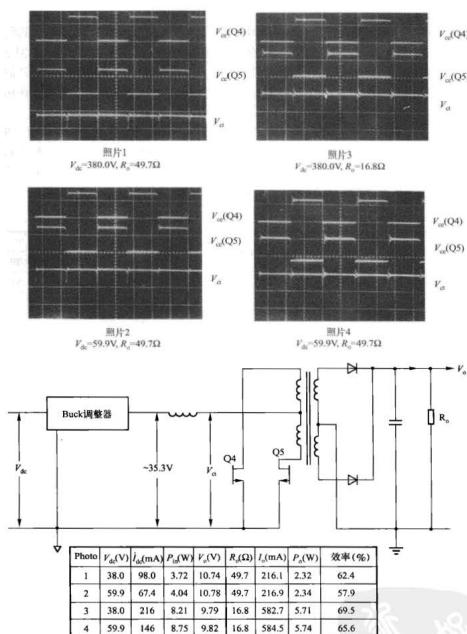 Vce(Q4)
Vce(Q5)
Vct
照片1
Vdc=380.0V, Ro=49.7Ω
Vce(Q4)
Vce(Q5)
Vct
照片3
Vdc=380.0V, Ro=16.8Ω
Vce(Q4)
Vce(Q5)
Vct
照片2
Vdc=59.9V, Ro=49.7Ω
Vce(Q4)
Vce(Q5)
Vct
照片4
Vdc=59.9V, Ro=49.7Ω
Vo
Buck调整器
Q4
Q5
Ro
Vdc
~35.3V
Vct
Photo Vdc(V) Idc(mA) Pin(W) Vo(V) Ro(Ω) Io(mA) Po(W) 效率(%)
1 38.0 98.0 3.72 10.74 49.7 216.1 2.32 62.4
2 59.9 67.4 4.04 10.78 49.7 216.9 2.34 57.9
3 38.0 216 8.21 9.79 16.8 582.7 5.71 69.5
4 59.9 146 8.75 9.82 16.8 584.5 5.74 65.6